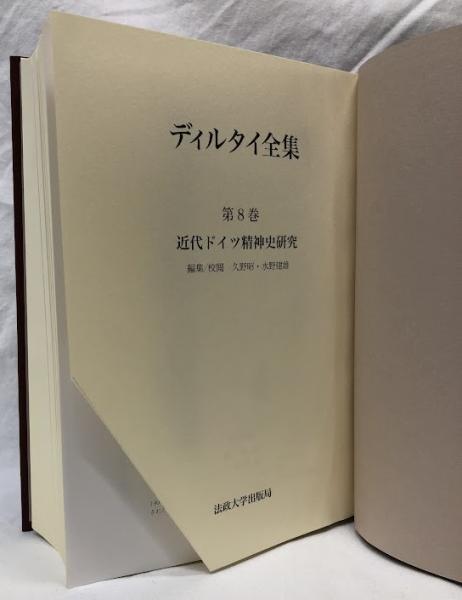 ディルタイ全集
第8巻
近代ドイツ精神史研究
編集/校閲 久野昭・水野建雄
法政大学出版局